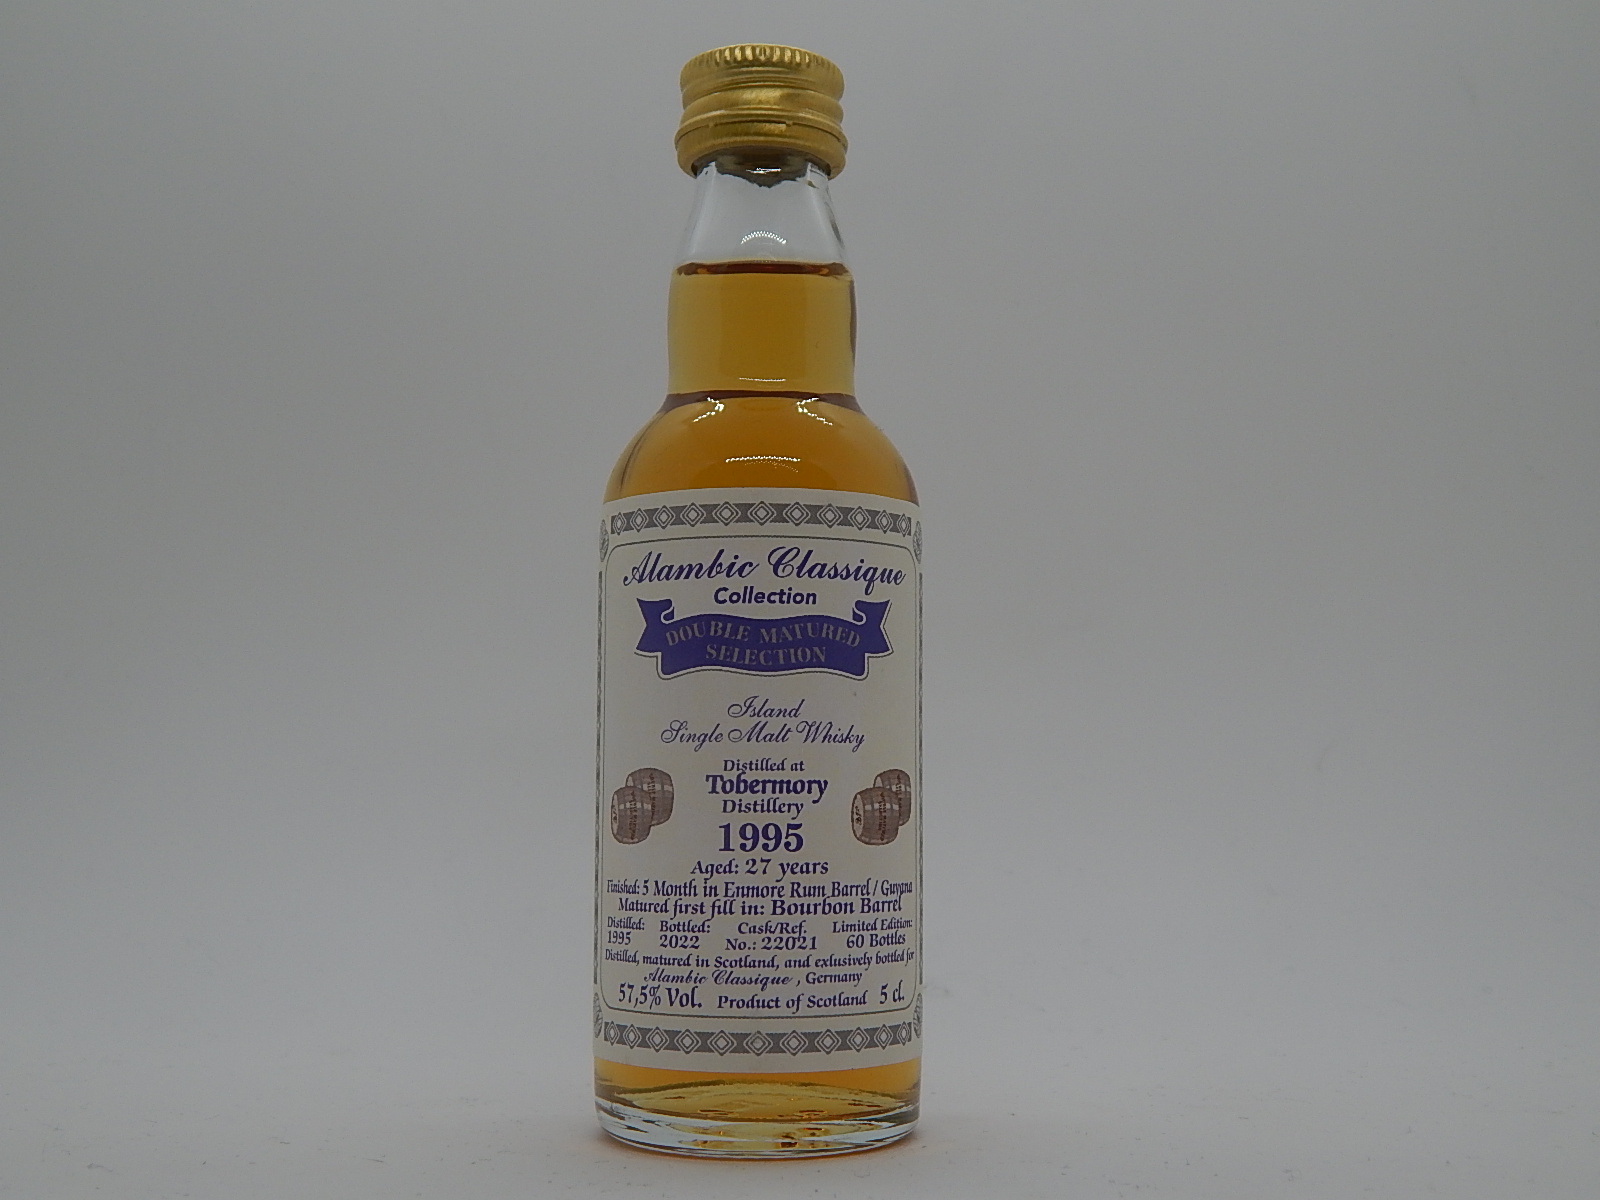 Alambic Classique
Collection
DOUBLE MATURED
SELECTION
Island
Single Malt Whisky
Distilled at
Tobermory
Distillery
1995
Aged: 27 years
Finished: 5 Month in Enmore Rum Barrel / Guyana
Matured first fill in: Bourbon Barrel
Distilled: Bottled: Cask/Ref. Limited Edition:
1995 2022 No.: 22021 60 Bottles
Distilled, matured in Scotland, and exlusively bottled for
Alambic Classique, Germany
57,5% Vol. Product of Scotland 5 cl.